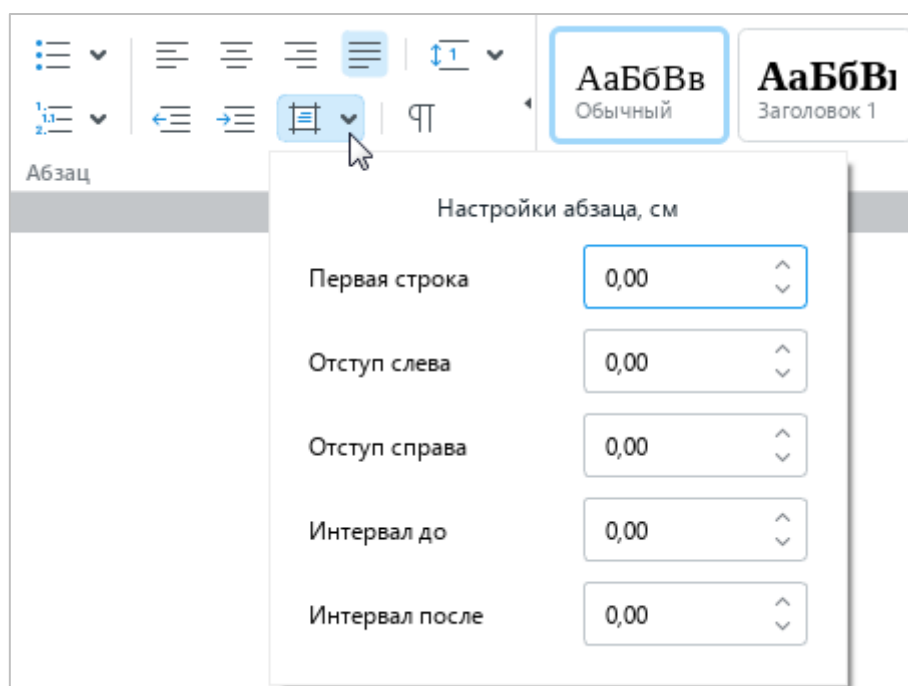 АаБбВв
Обычный
АаБбВ
Заголовок 1
Абзац
Настройки абзаца, см
Первая строка 0,00
Отступ слева 0,00
Отступ справа 0,00
Интервал до 0,00
Интервал после 0,00